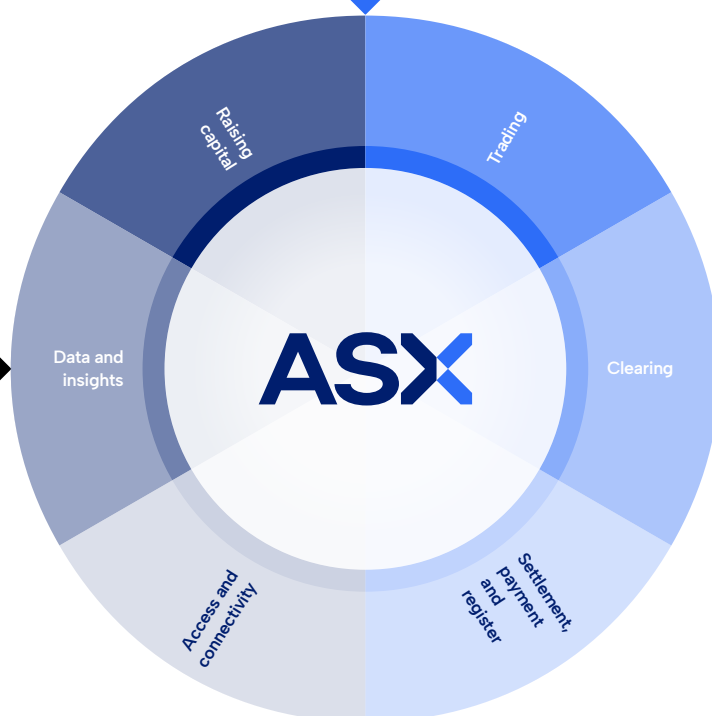 Raising
capital
Trading
Data and
insights
ASX
Clearing
Access and
connectivity
Settlement,
payment
and
register